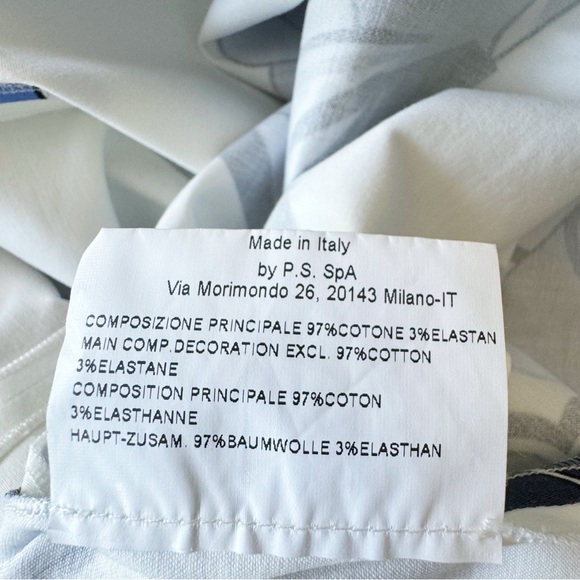 Made in Italy
by P.S. SpA
Via Morimondo 26, 20143 Milano-IT
COMPOSIZIONE PRINCIPALE 97%COTONE 3%ELASTAN
MAIN COMP.DECORATION EXCL. 97%COTTON
3%ELASTANE
COMPOSITION PRINCIPALE 97%COTON
3%ELASTHANNE
HAUPT-ZUSAM. 97%BAUMWOLLE 3%ELASTHAN